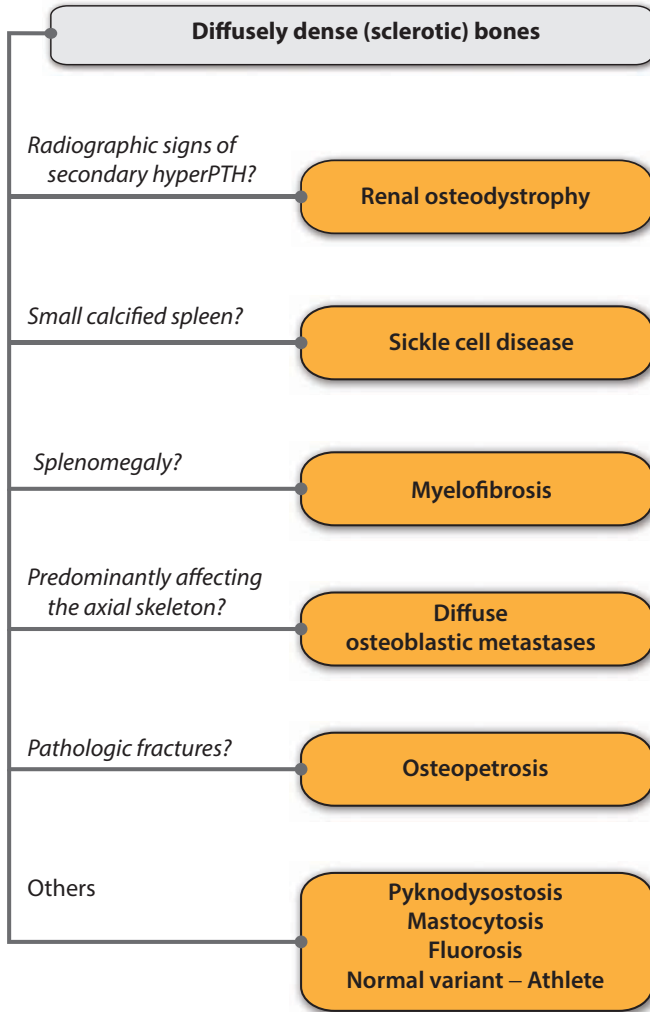 Diffusely dense (sclerotic) bones
Radiographic signs of
secondary hyperPTH?
Renal osteodystrophy
Small calcified spleen?
Sickle cell disease
Splenomegaly?
Myelofibrosis
Predominantly affecting
the axial skeleton?
Diffuse
osteoblastic metastases
Pathologic fractures?
Osteopetrosis
Others
Pyknodysostosis
Mastocytosis
Fluorosis
Normal variant – Athlete